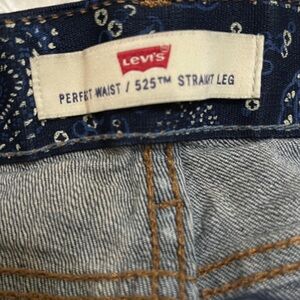 Levi's
PERFECT WAIST / 525™ STRAIGHT LEG